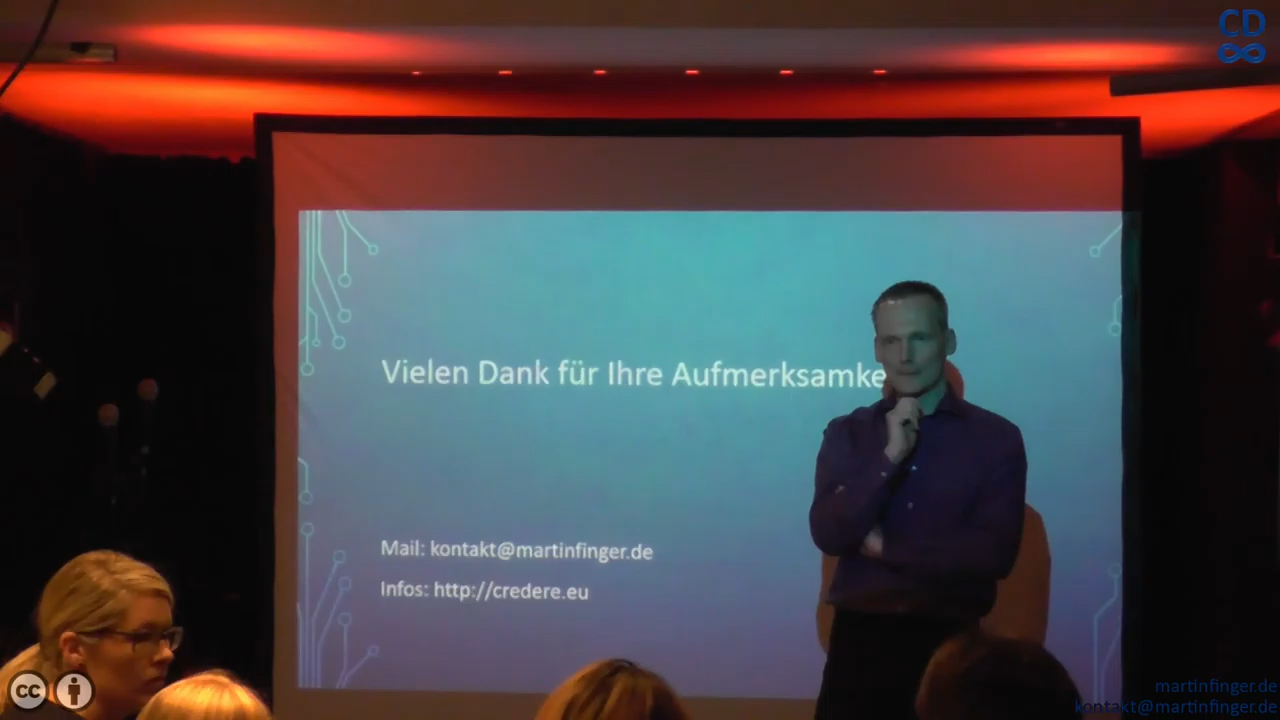 CD
Vielen Dank für Ihre Aufmerksamke
Mail: kontakt@martinfinger.de
Infos: http://credere.eu
cc
martinfinger.de
kontakt@martinfinger.de